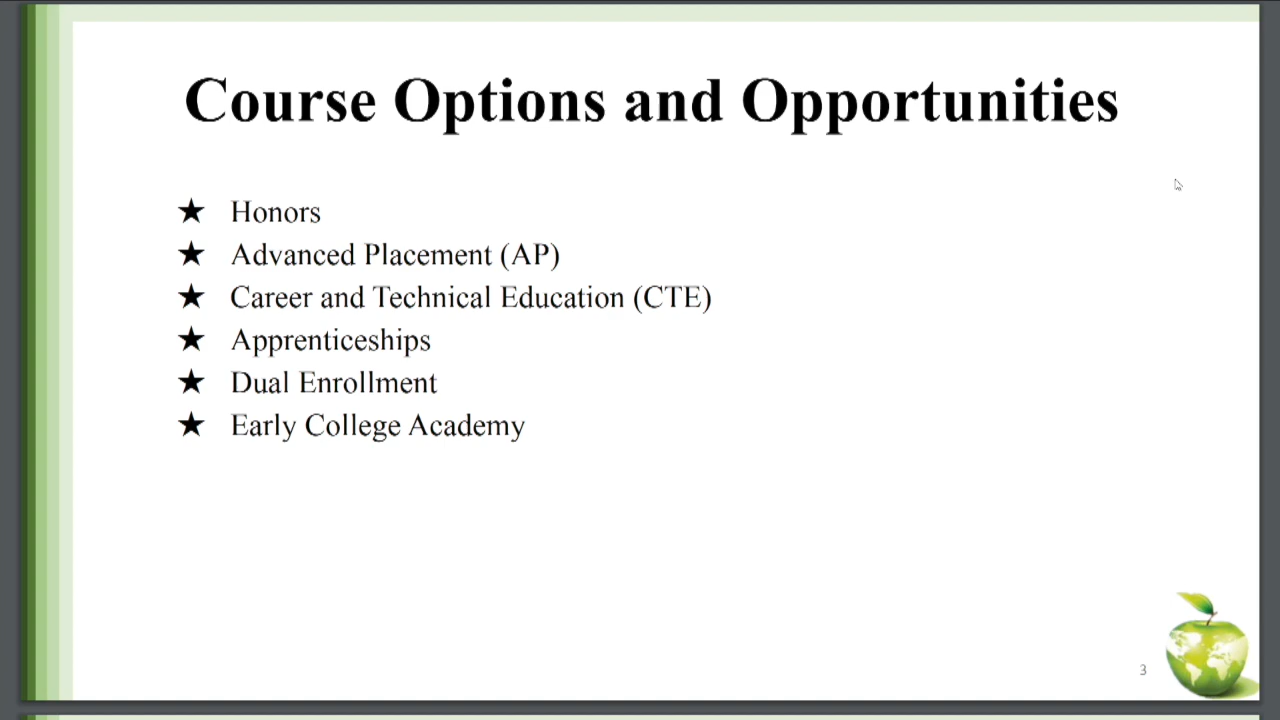 Course Options and Opportunities
★ Honors
★ Advanced Placement (AP)
★ Career and Technical Education (CTE)
★ Apprenticeships
★ Dual Enrollment
★ Early College Academy
3